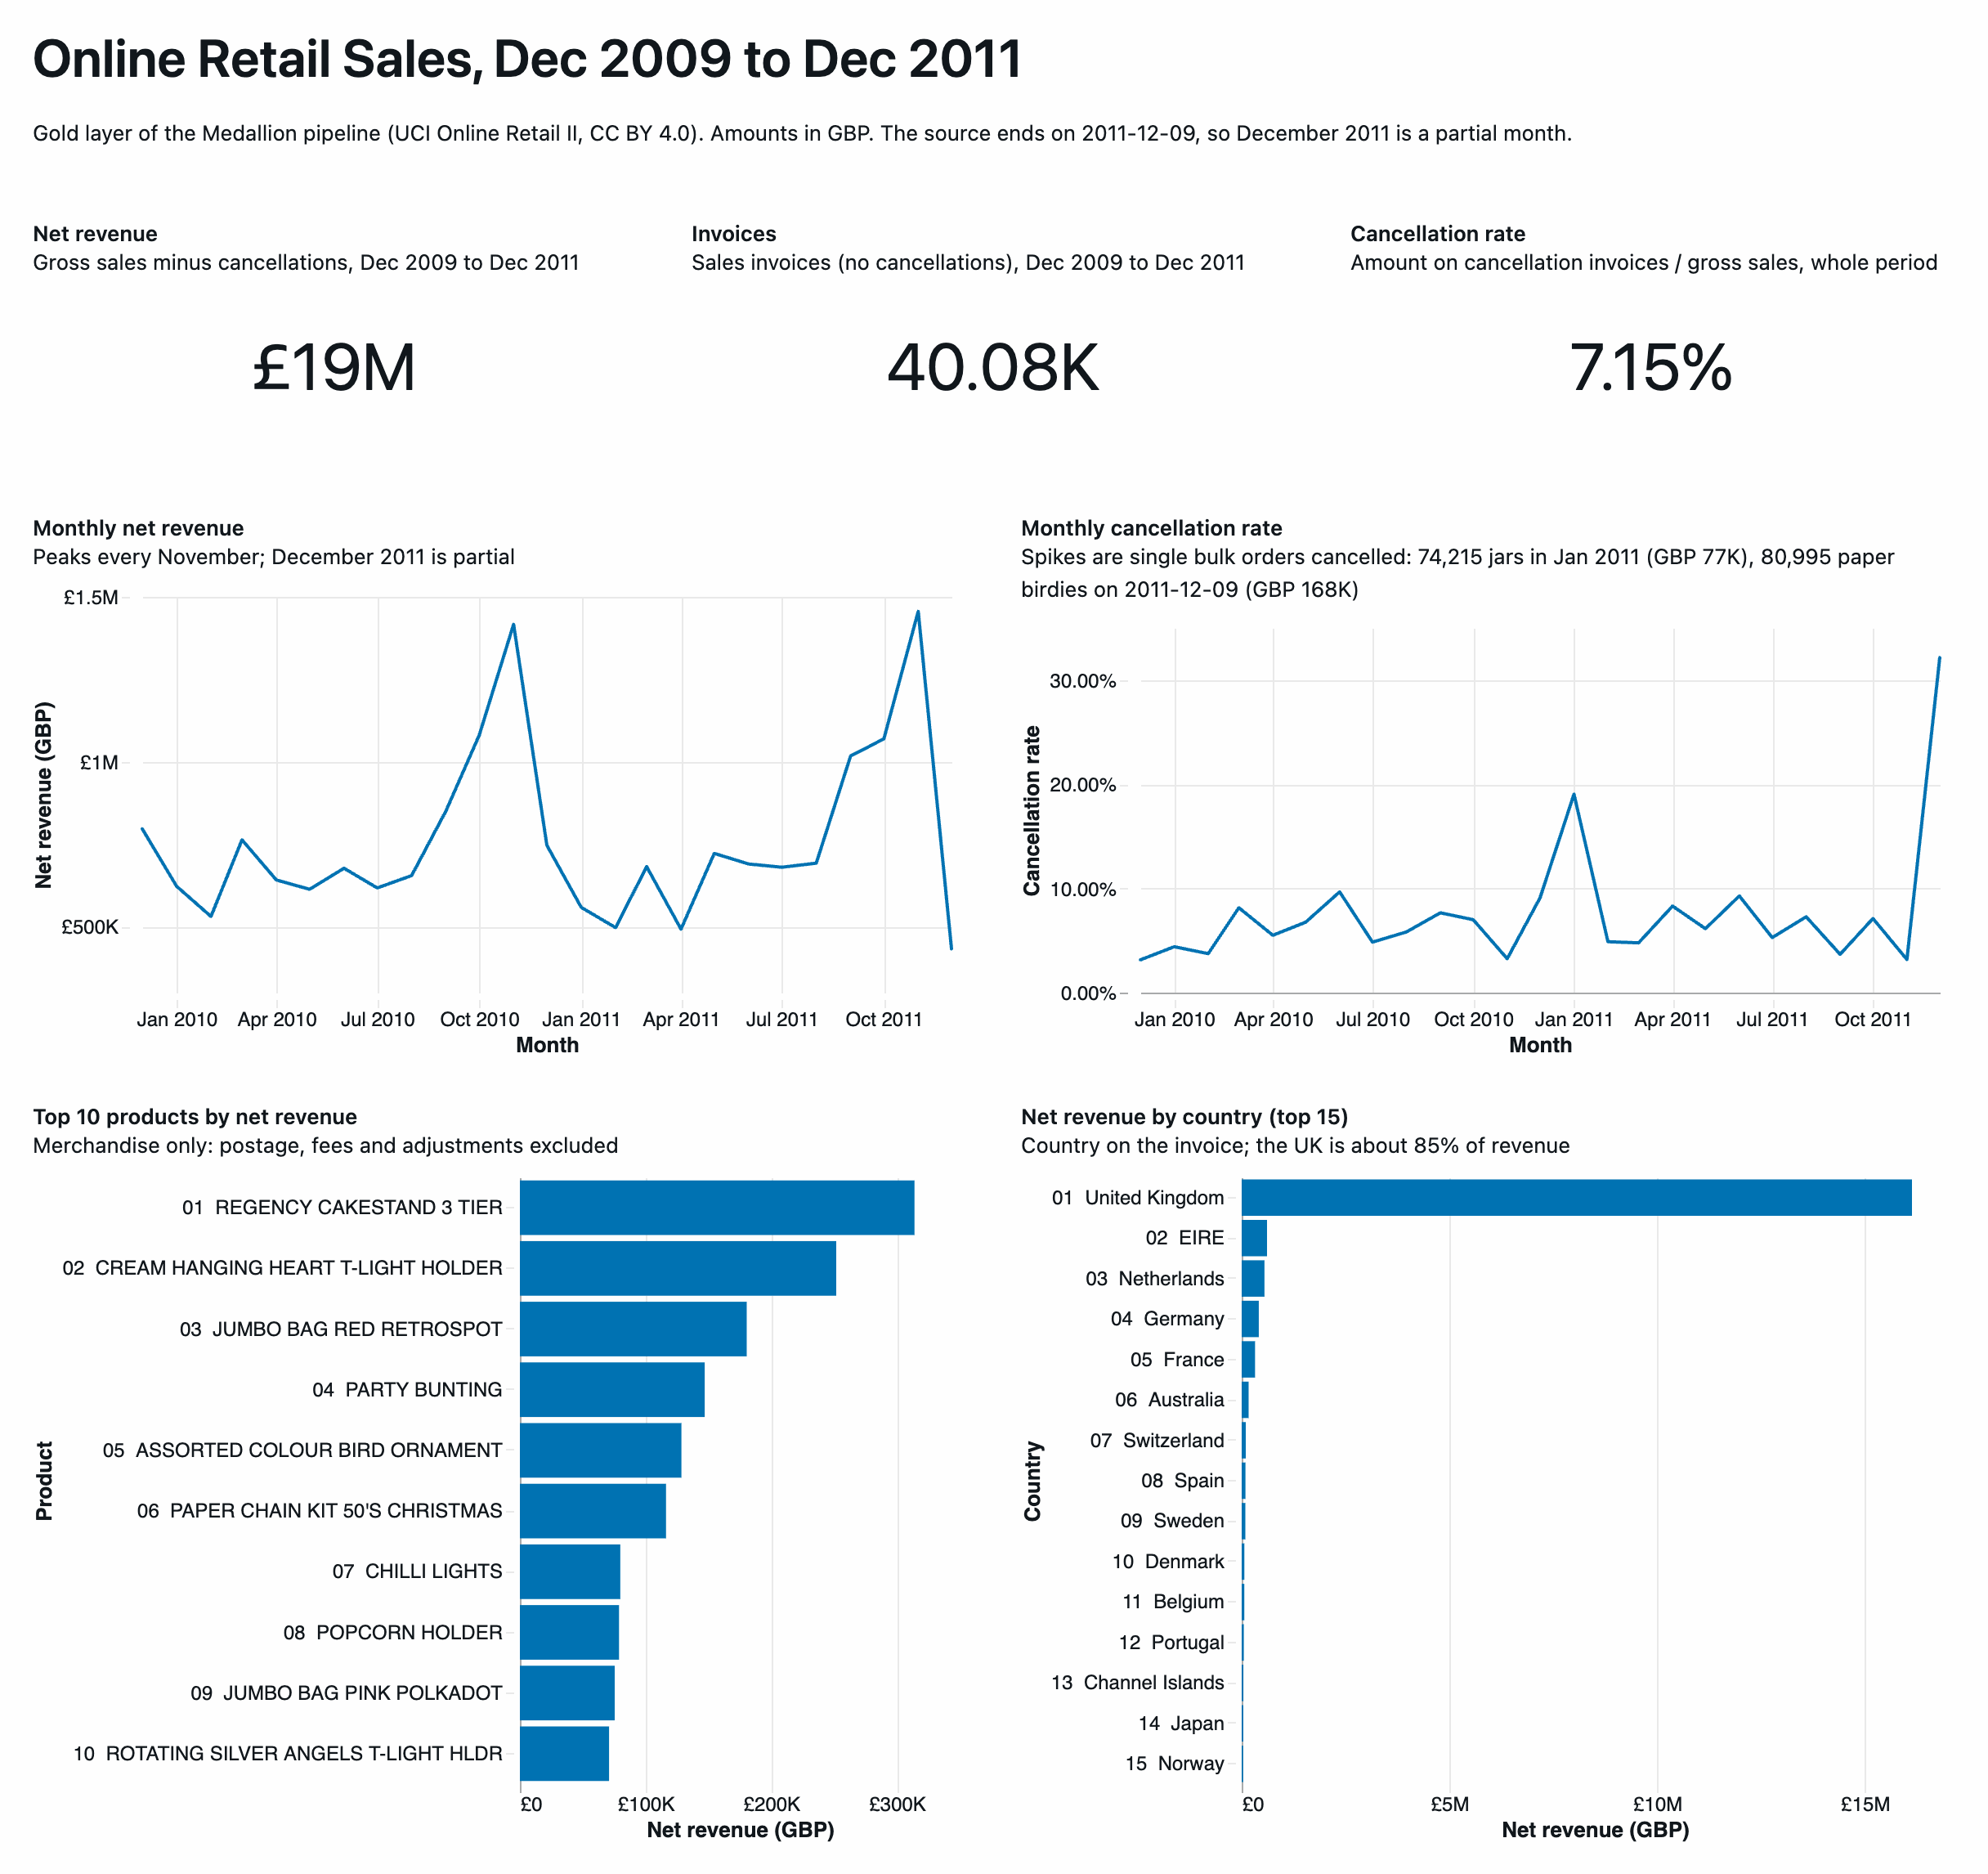 Online Retail Sales, Dec 2009 to Dec 2011
Gold layer of the Medallion pipeline (UCI Online Retail II, CC BY 4.0). Amounts in GBP. The source ends on 2011-12-09, so December 2011 is a partial month.
Net revenue
Gross sales minus cancellations, Dec 2009 to Dec 2011
£19M
Invoices
Sales invoices (no cancellations), Dec 2009 to Dec 2011
40.08K
Cancellation rate
Amount on cancellation invoices / gross sales, whole period
7.15%
Monthly net revenue
Peaks every November; December 2011 is partial
Net revenue (GBP)
£1.5M
£1M
£500K
Jan 2010 Apr 2010 Jul 2010 Oct 2010 Jan 2011 Apr 2011 Jul 2011 Oct 2011
Month
Monthly cancellation rate
Spikes are single bulk orders cancelled: 74,215 jars in Jan 2011 (GBP 77K), 80,995 paper
birdies on 2011-12-09 (GBP 168K)
Cancellation rate
30.00%
20.00%
10.00%
0.00%
Jan 2010 Apr 2010 Jul 2010 Oct 2010 Jan 2011 Apr 2011 Jul 2011 Oct 2011
Month
Top 10 products by net revenue
Merchandise only: postage, fees and adjustments excluded
Product
01 REGENCY CAKESTAND 3 TIER
02 CREAM HANGING HEART T-LIGHT HOLDER
03 JUMBO BAG RED RETROSPOT
04 PARTY BUNTING
05 ASSORTED COLOUR BIRD ORNAMENT
06 PAPER CHAIN KIT 50'S CHRISTMAS
07 CHILLI LIGHTS
08 POPCORN HOLDER
09 JUMBO BAG PINK POLKADOT
10 ROTATING SILVER ANGELS T-LIGHT HLDR
£0 £100K £200K £300K
Net revenue (GBP)
Net revenue by country (top 15)
Country on the invoice; the UK is about 85% of revenue
Country
01 United Kingdom
02 EIRE
03 Netherlands
04 Germany
05 France
06 Australia
07 Switzerland
08 Spain
09 Sweden
10 Denmark
11 Belgium
12 Portugal
13 Channel Islands
14 Japan
15 Norway
£0 £5M £10M £15M
Net revenue (GBP)